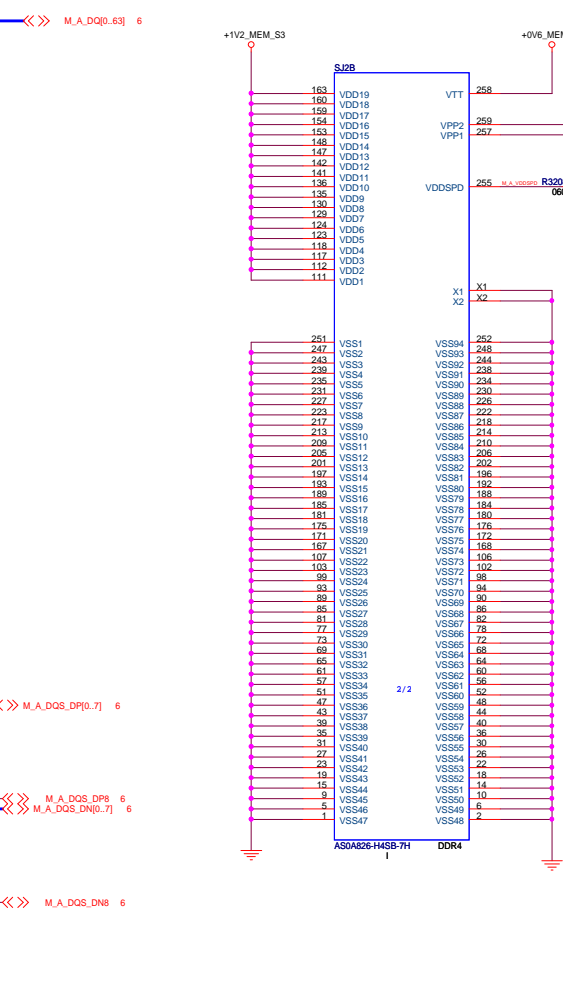 M_A_DQ[0..63] 6
+1V2_MEM_S3
+0V6_MEM
SJ2B
163 VDD19 VTT 258
160 VDD18
159 VDD17
154 VDD16 VPP2 259
153 VDD15 VPP1 257
148 VDD14
147 VDD13
142 VDD12
141 VDD11
136 VDD10 VDDSPD 255 M_A_VDDSPD R320
135 VDD9 060
130 VDD8
129 VDD7
124 VDD6
123 VDD5
118 VDD4
117 VDD3
112 VDD2
111 VDD1
X1 X1
X2 X2
251 VSS1 VSS94 252
247 VSS2 VSS93 248
243 VSS3 VSS92 244
239 VSS4 VSS91 238
235 VSS5 VSS90 234
231 VSS6 VSS89 230
227 VSS7 VSS88 226
223 VSS8 VSS87 222
217 VSS9 VSS86 218
213 VSS10 VSS85 214
209 VSS11 VSS84 210
205 VSS12 VSS83 206
201 VSS13 VSS82 202
197 VSS14 VSS81 196
193 VSS15 VSS80 192
189 VSS16 VSS79 188
185 VSS17 VSS78 184
181 VSS18 VSS77 180
175 VSS19 VSS76 176
171 VSS20 VSS75 172
167 VSS21 VSS74 168
107 VSS22 VSS73 106
103 VSS23 VSS72 102
99 VSS24 VSS71 98
93 VSS25 VSS70 94
89 VSS26 VSS69 90
85 VSS27 VSS68 86
81 VSS28 VSS67 82
77 VSS29 VSS66 78
73 VSS30 VSS65 72
69 VSS31 VSS64 68
65 VSS32 VSS63 64
61 VSS33 VSS62 60
57 VSS34 VSS61 56
51 VSS35 2/2 VSS60 52
47 VSS36 VSS59 48
M_A_DQS_DP[0..7] 6
43 VSS37 VSS58 44
39 VSS38 VSS57 40
35 VSS39 VSS56 36
31 VSS40 VSS55 30
27 VSS41 VSS54 26
23 VSS42 VSS53 22
19 VSS43 VSS52 18
15 VSS44 VSS51 14
9 VSS45 VSS50 10
M_A_DQS_DP8 6
5 VSS46 VSS49 6
M_A_DQS_DN[0..7] 6
1 VSS47 VSS48 2
AS0A826-H4SB-7H DDR4
I
M_A_DQS_DN8 6